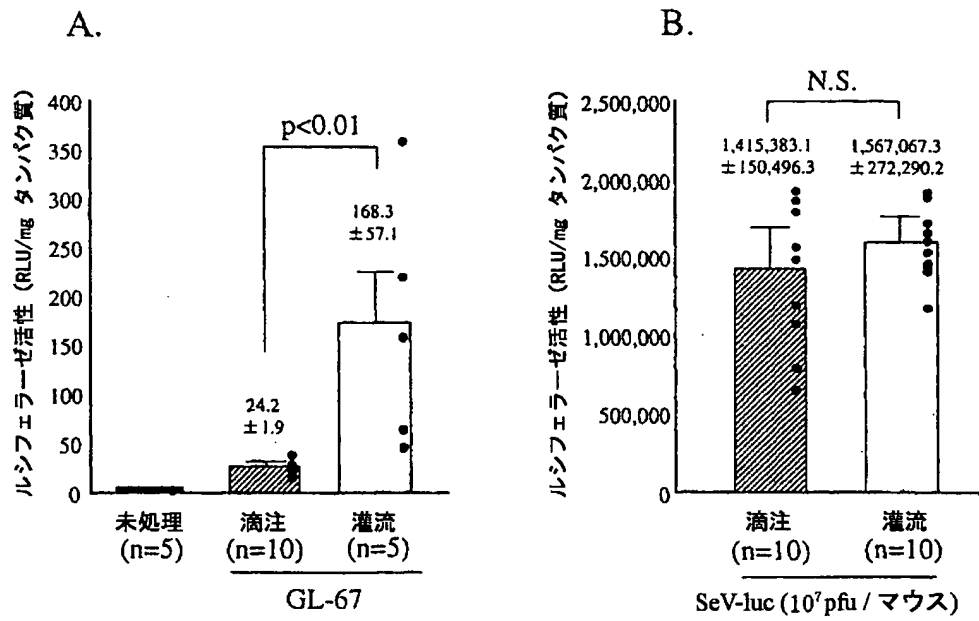 A.
ルシフェラーゼ活性 (RLU/mg タンパク質)
400
350
300
250
200
150
100
50
0
p<0.01
168.3
±57.1
24.2
±1.9
未処理
(n=5)
滴注
(n=10)
灌流
(n=5)
GL-67
B.
ルシフェラーゼ活性 (RLU/mg タンパク質)
2,500,000
2,000,000
1,500,000
1,000,000
500,000
0
N.S.
1,415,383.1
±150,496.3
1,567,067.3
±272,290.2
滴注
(n=10)
灌流
(n=10)
SeV-luc (10⁷pfu / マウス)